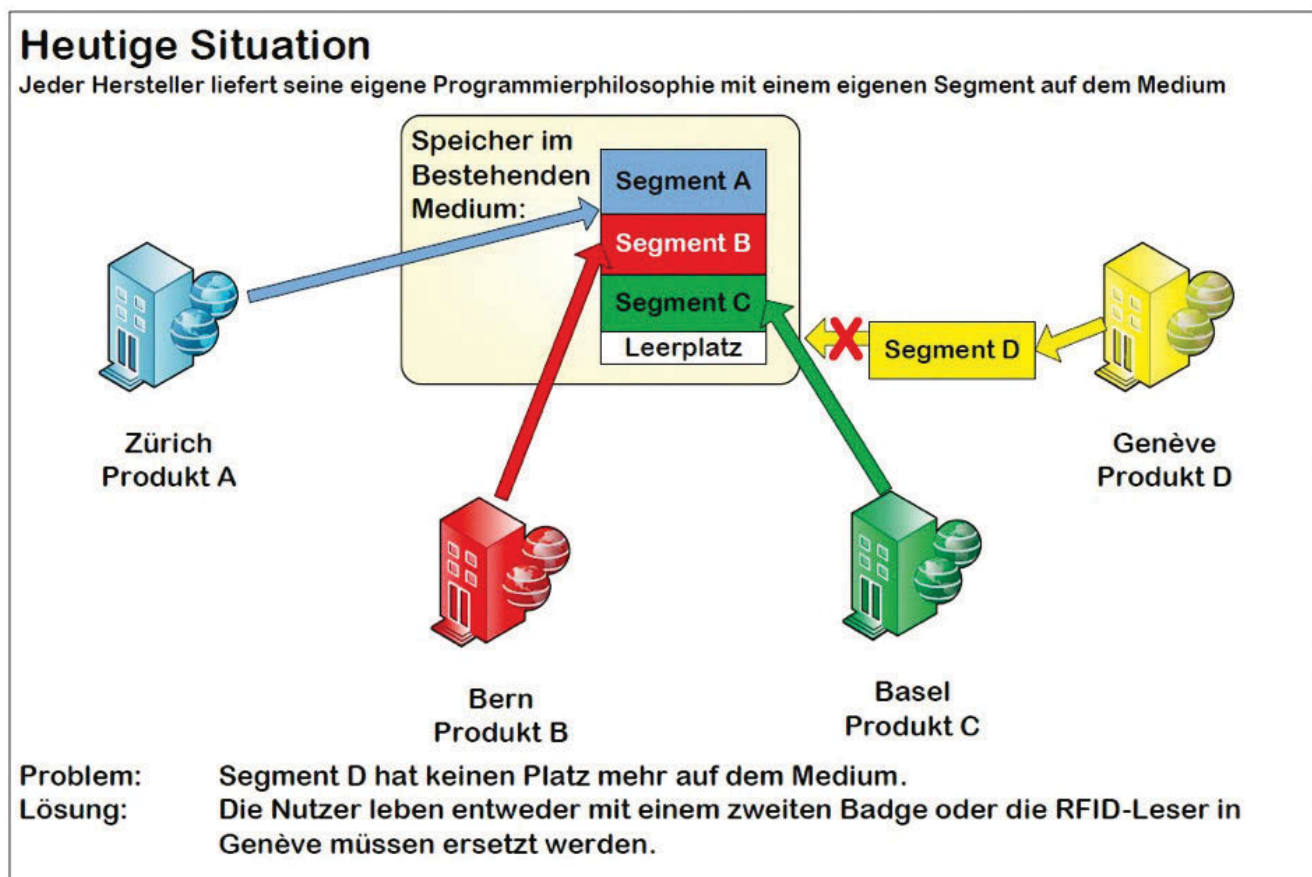 Heutige Situation
Jeder Hersteller liefert seine eigene Programmierphilosophie mit einem eigenen Segment auf dem Medium
Speicher im
Bestehenden
Medium:
Segment A
Segment B
Segment C
Leerplatz
Segment D
Zürich
Produkt A
Genève
Produkt D
Bern
Produkt B
Basel
Produkt C
Problem: Segment D hat keinen Platz mehr auf dem Medium.
Lösung: Die Nutzer leben entweder mit einem zweiten Badge oder die RFID-Leser in
Genève müssen ersetzt werden.